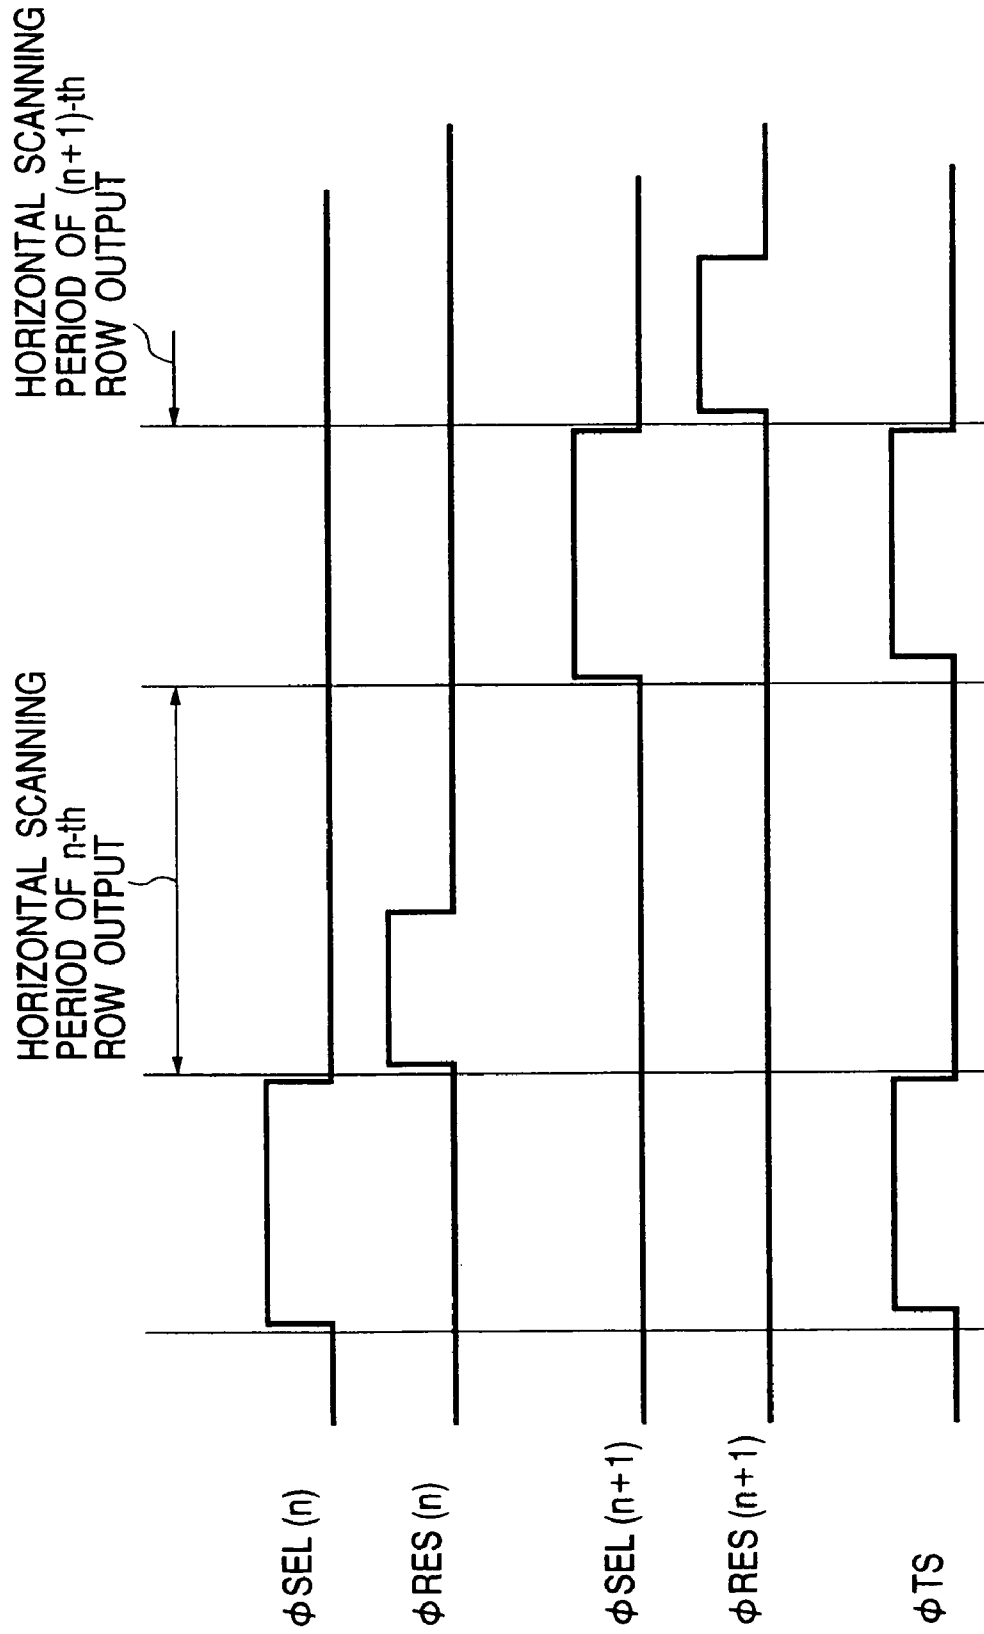 HORIZONTAL SCANNING
PERIOD OF n-th
ROW OUTPUT
HORIZONTAL SCANNING
PERIOD OF (n+1)-th
ROW OUTPUT
ϕSEL (n)
ϕRES (n)
ϕSEL (n+1)
ϕRES (n+1)
ϕTS